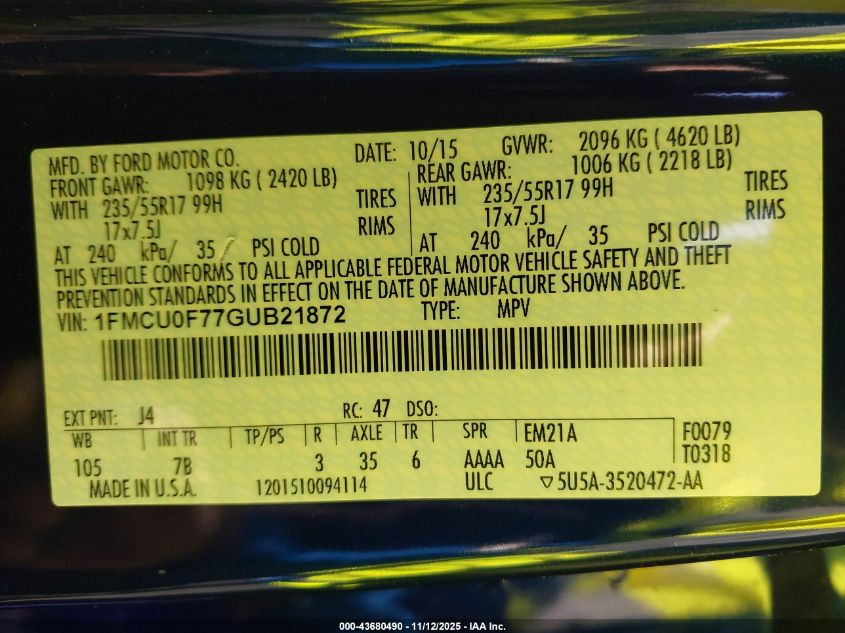 MFD. BY FORD MOTOR CO. DATE: 10/15 GVWR: 2096 KG ( 4620 LB)
FRONT GAWR: 1098 KG ( 2420 LB) REAR GAWR: 1006 KG ( 2218 LB)
WITH 235/55R17 99H TIRES WITH 235/55R17 99H TIRES
17x7.5J RIMS 17x7.5J RIMS
AT 240 kPa/ 35 PSI COLD AT 240 kPa/ 35 PSI COLD
THIS VEHICLE CONFORMS TO ALL APPLICABLE FEDERAL MOTOR VEHICLE SAFETY AND THEFT
PREVENTION STANDARDS IN EFFECT ON THE DATE OF MANUFACTURE SHOWN ABOVE.
VIN: 1FMCU0F77GUB21872 TYPE: MPV
EXT PNT: J4 RC: 47 DSO:
WB INT TR TP/PS R AXLE TR SPR EM21A F0079
105 7B 3 35 6 AAAA 50A T0318
MADE IN U.S.A. 1201510094114 ULC ▽5U5A-3520472-AA
000-43680490 - 11/12/2025 - IAA Inc.